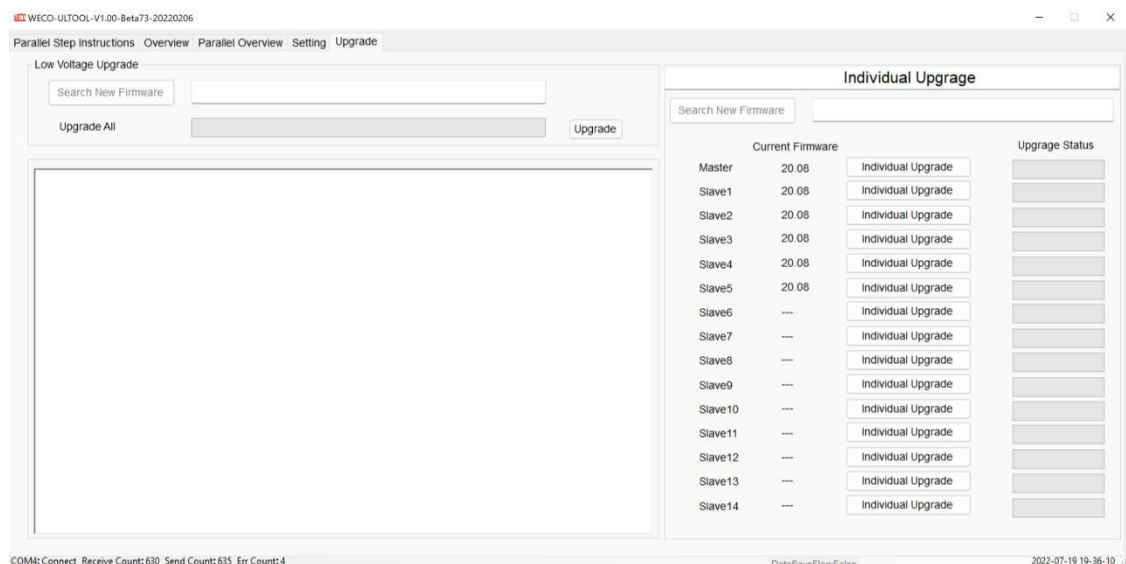 WECO WECO-ULTOOL-V1.00-Beta73-20220206
Parallel Step Instructions Overview Parallel Overview Setting Upgrade
Low Voltage Upgrade
Search New Firmware
Upgrade All Upgrade
Individual Upgrage
Search New Firmware
Current Firmware Upgrage Status
Master 20.08 Individual Upgrade
Slave1 20.08 Individual Upgrade
Slave2 20.08 Individual Upgrade
Slave3 20.08 Individual Upgrade
Slave4 20.08 Individual Upgrade
Slave5 20.08 Individual Upgrade
Slave6 --- Individual Upgrade
Slave7 --- Individual Upgrade
Slave8 --- Individual Upgrade
Slave9 --- Individual Upgrade
Slave10 --- Individual Upgrade
Slave11 --- Individual Upgrade
Slave12 --- Individual Upgrade
Slave13 --- Individual Upgrade
Slave14 --- Individual Upgrade
COM4: Connect Receive Count: 630 Send Count: 635 Err Count: 4 DataSaveFlag:False 2022-07-19 19-36-10